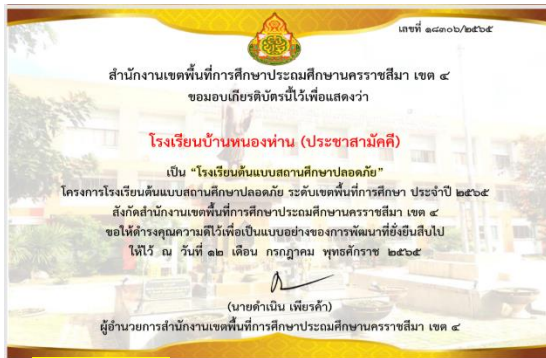 เลขที่ ๑๘๓๐๖/๒๕๖๕
สำนักงานเขตพื้นที่การศึกษาประถมศึกษานครราชสีมา เขต ๔
ขอมอบเกียรติบัตรนี้ไว้เพื่อแสดงว่า
โรงเรียนบ้านหนองห่าน (ประชาสามัคคี)
เป็น “โรงเรียนต้นแบบสถานศึกษาปลอดภัย”
โครงการโรงเรียนต้นแบบสถานศึกษาปลอดภัย ระดับเขตพื้นที่การศึกษา ประจำปี ๒๕๖๕
สังกัดสำนักงานเขตพื้นที่การศึกษาประถมศึกษานครราชสีมา เขต ๔
ขอให้ดำรงคุณความดีไว้เพื่อเป็นแบบอย่างของการพัฒนาที่ยั่งยืนสืบไป
ให้ไว้ ณ วันที่ ๑๒ เดือน กรกฎาคม พุทธศักราช ๒๕๖๕
(นายดำเนิน เพียรค้า)
ผู้อำนวยการสำนักงานเขตพื้นที่การศึกษาประถมศึกษานครราชสีมา เขต ๔